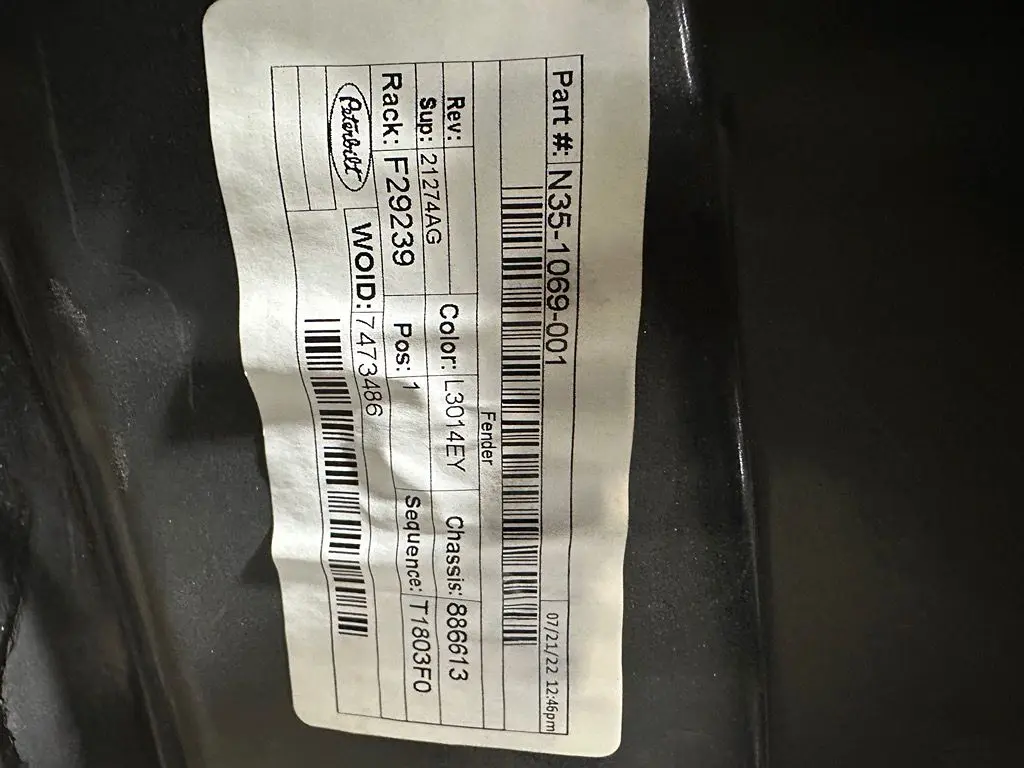 Part #: N35-1069-001 07/21/22 12:46pm
Fender
Rev: Color: L3014EY Chassis: 886613
Sup: 21274AG
Rack: F29239 Pos: 1 Sequence: T1803F0
Peterbilt WOID: 7473486